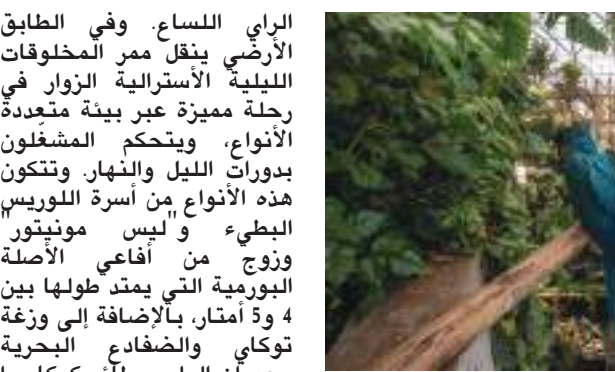 الراي اللساع. وفي الطابق
الأرضي ينقل ممر المخلوقات
الليلية الأسترالية الزوار في
رحلة مميزة عبر بيئة متعددة
الأنواع، ويتحكم المشغّلون
بدورات الليل والنهار. وتتكون
هذه الأنواع من أسرة اللوريس
البطيء و"ليس مونيتور"
وزوج من أفاعي الأصلة
البورمية التي يمتد طولها بين
4 و5 أمتار، بالإضافة إلى وزغة
توكاي والضفادع البحرية